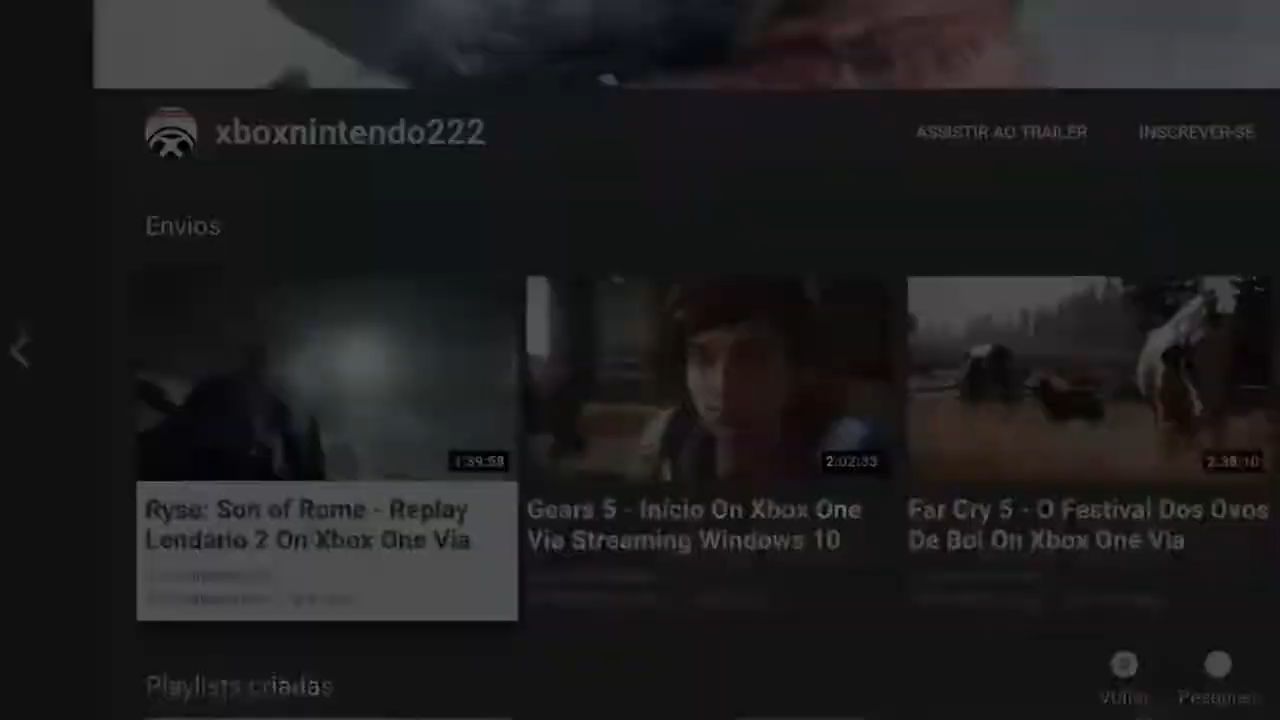 xboxnintendo222
ASSISTIR AO TRAILER
INSCREVER-SE
Envios
1:39:58
2:02:33
2:38:10
Ryse: Son of Rome - Replay
Lendário 2 On Xbox One Via
Gears 5 - Início On Xbox One
Via Streaming Windows 10
Far Cry 5 - O Festival Dos Ovos
De Boi On Xbox One Via
Playlists criadas
Voltar
Pesquisar